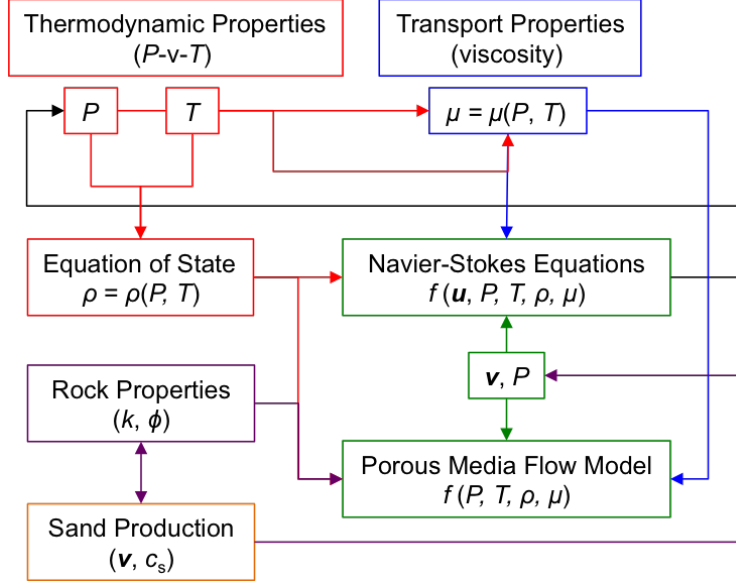 Thermodynamic Properties
(P-v-T)
Transport Properties
(viscosity)
P
T
μ = μ(P, T)
Equation of State
ρ = ρ(P, T)
Navier-Stokes Equations
f (u, P, T, ρ, μ)
v, P
Rock Properties
(k, ϕ)
Porous Media Flow Model
f (P, T, ρ, μ)
Sand Production
(v, cₛ)